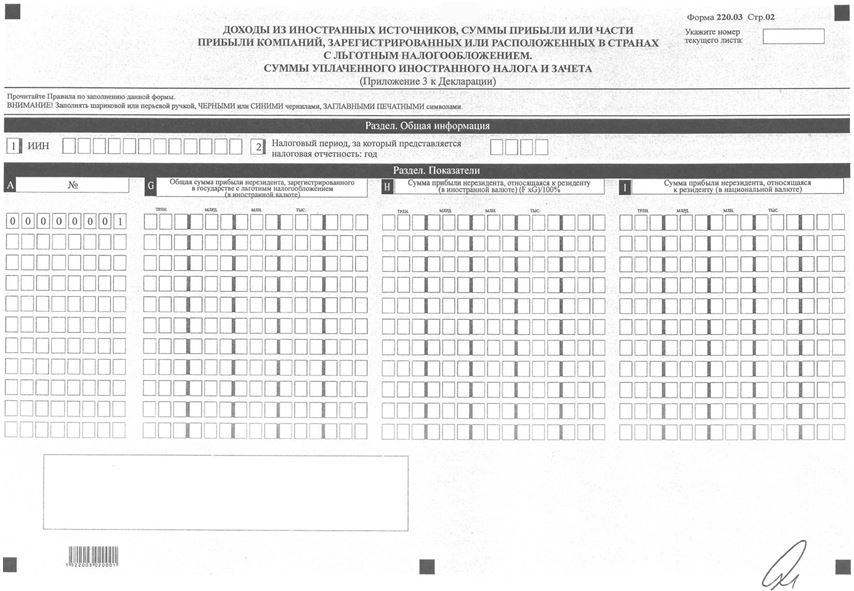 Форма 220.03 Стр.02
ДОХОДЫ ИЗ ИНОСТРАННЫХ ИСТОЧНИКОВ, СУММЫ ПРИБЫЛИ ИЛИ ЧАСТИ
ПРИБЫЛИ КОМПАНИЙ, ЗАРЕГИСТРИРОВАННЫХ ИЛИ РАСПОЛОЖЕННЫХ В СТРАНАХ
С ЛЬГОТНЫМ НАЛОГООБЛОЖЕНИЕМ.
СУММЫ УПЛАЧЕННОГО ИНОСТРАННОГО НАЛОГА И ЗАЧЕТА
(Приложение 3 к Декларации)
Укажите номер
текущего листа:
Прочитайте Правила по заполнению данной формы.
ВНИМАНИЕ! Заполнять шариковой или перьевой ручкой, ЧЕРНЫМИ или СИНИМИ чернилами, ЗАГЛАВНЫМИ ПЕЧАТНЫМИ символами.
Раздел. Общая информация
1 ИИН
2 Налоговый период, за который представляется
налоговая отчетность: год
Раздел. Показатели
A №
G Общая сумма прибыли нерезидента, зарегистрированного
в государстве с льготным налогообложением
(в иностранной валюте)
H Сумма прибыли нерезидента, относящаяся к резиденту
(в иностранной валюте) (F xG)/100%
I Сумма прибыли нерезидента, относящаяся
к резиденту (в национальной валюте)
трлн. млрд. млн. тыс. трлн. млрд. млн. тыс. трлн. млрд. млн. тыс.
0 0 0 0 0 0 0 1